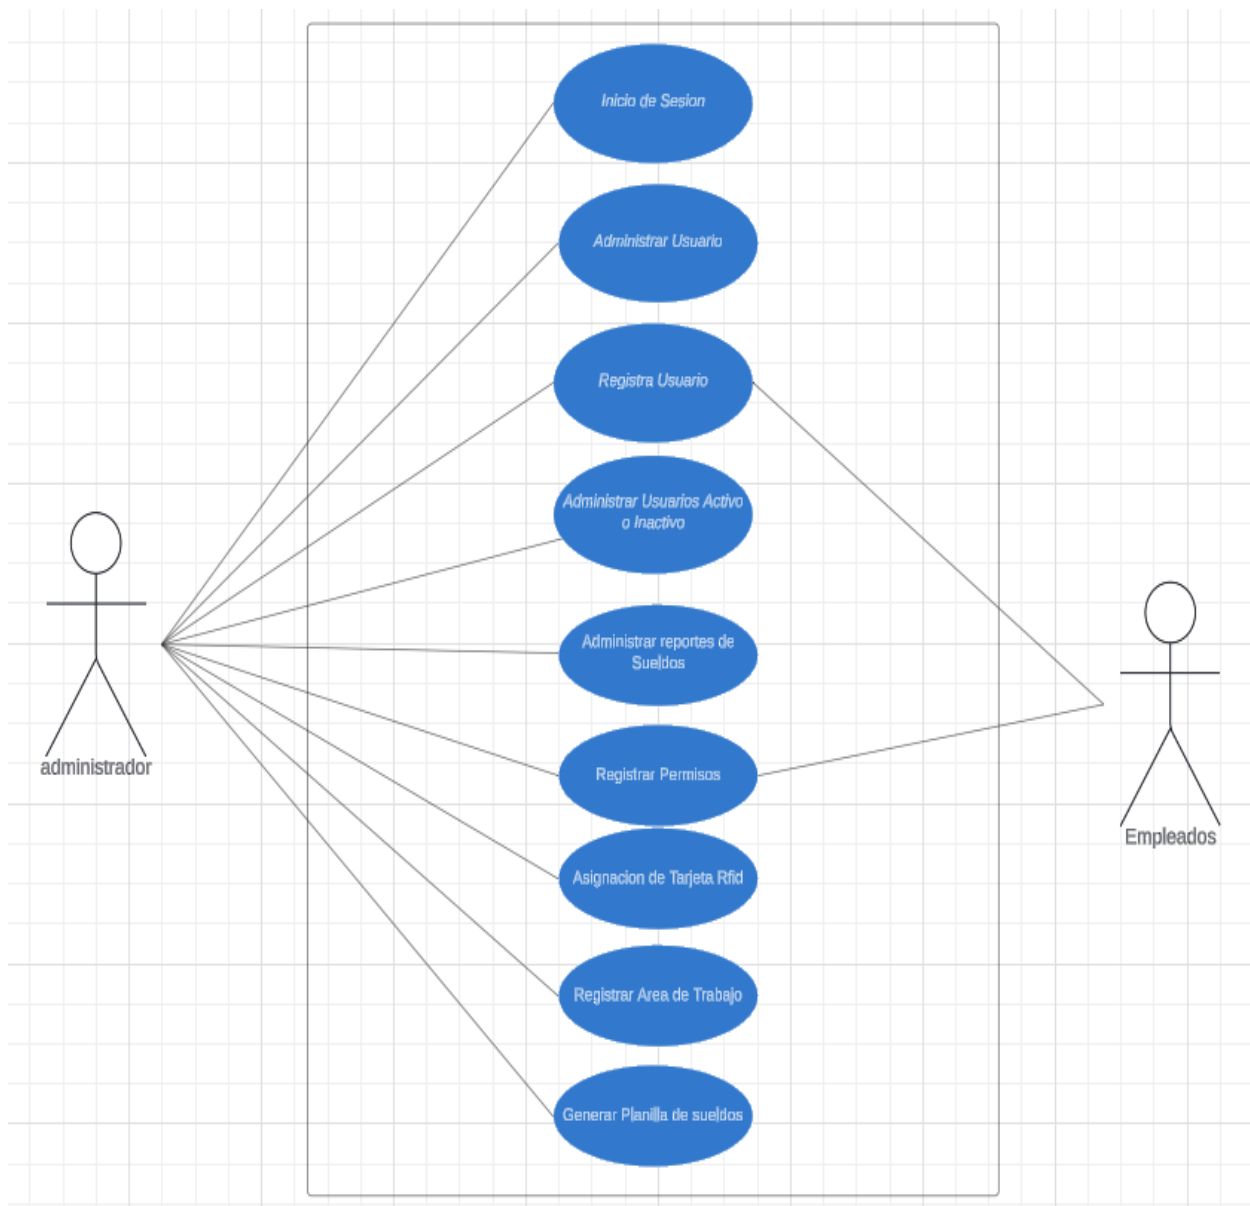 Inicio de Sesion
Administrar Usuario
Registra Usuario
Administrar Usuarios Activo
o Inactivo
Administrar reportes de
Sueldos
Registrar Permisos
Asignacion de Tarjeta Rfid
Registrar Area de Trabajo
Generar Planilla de sueldos
administrador
Empleados